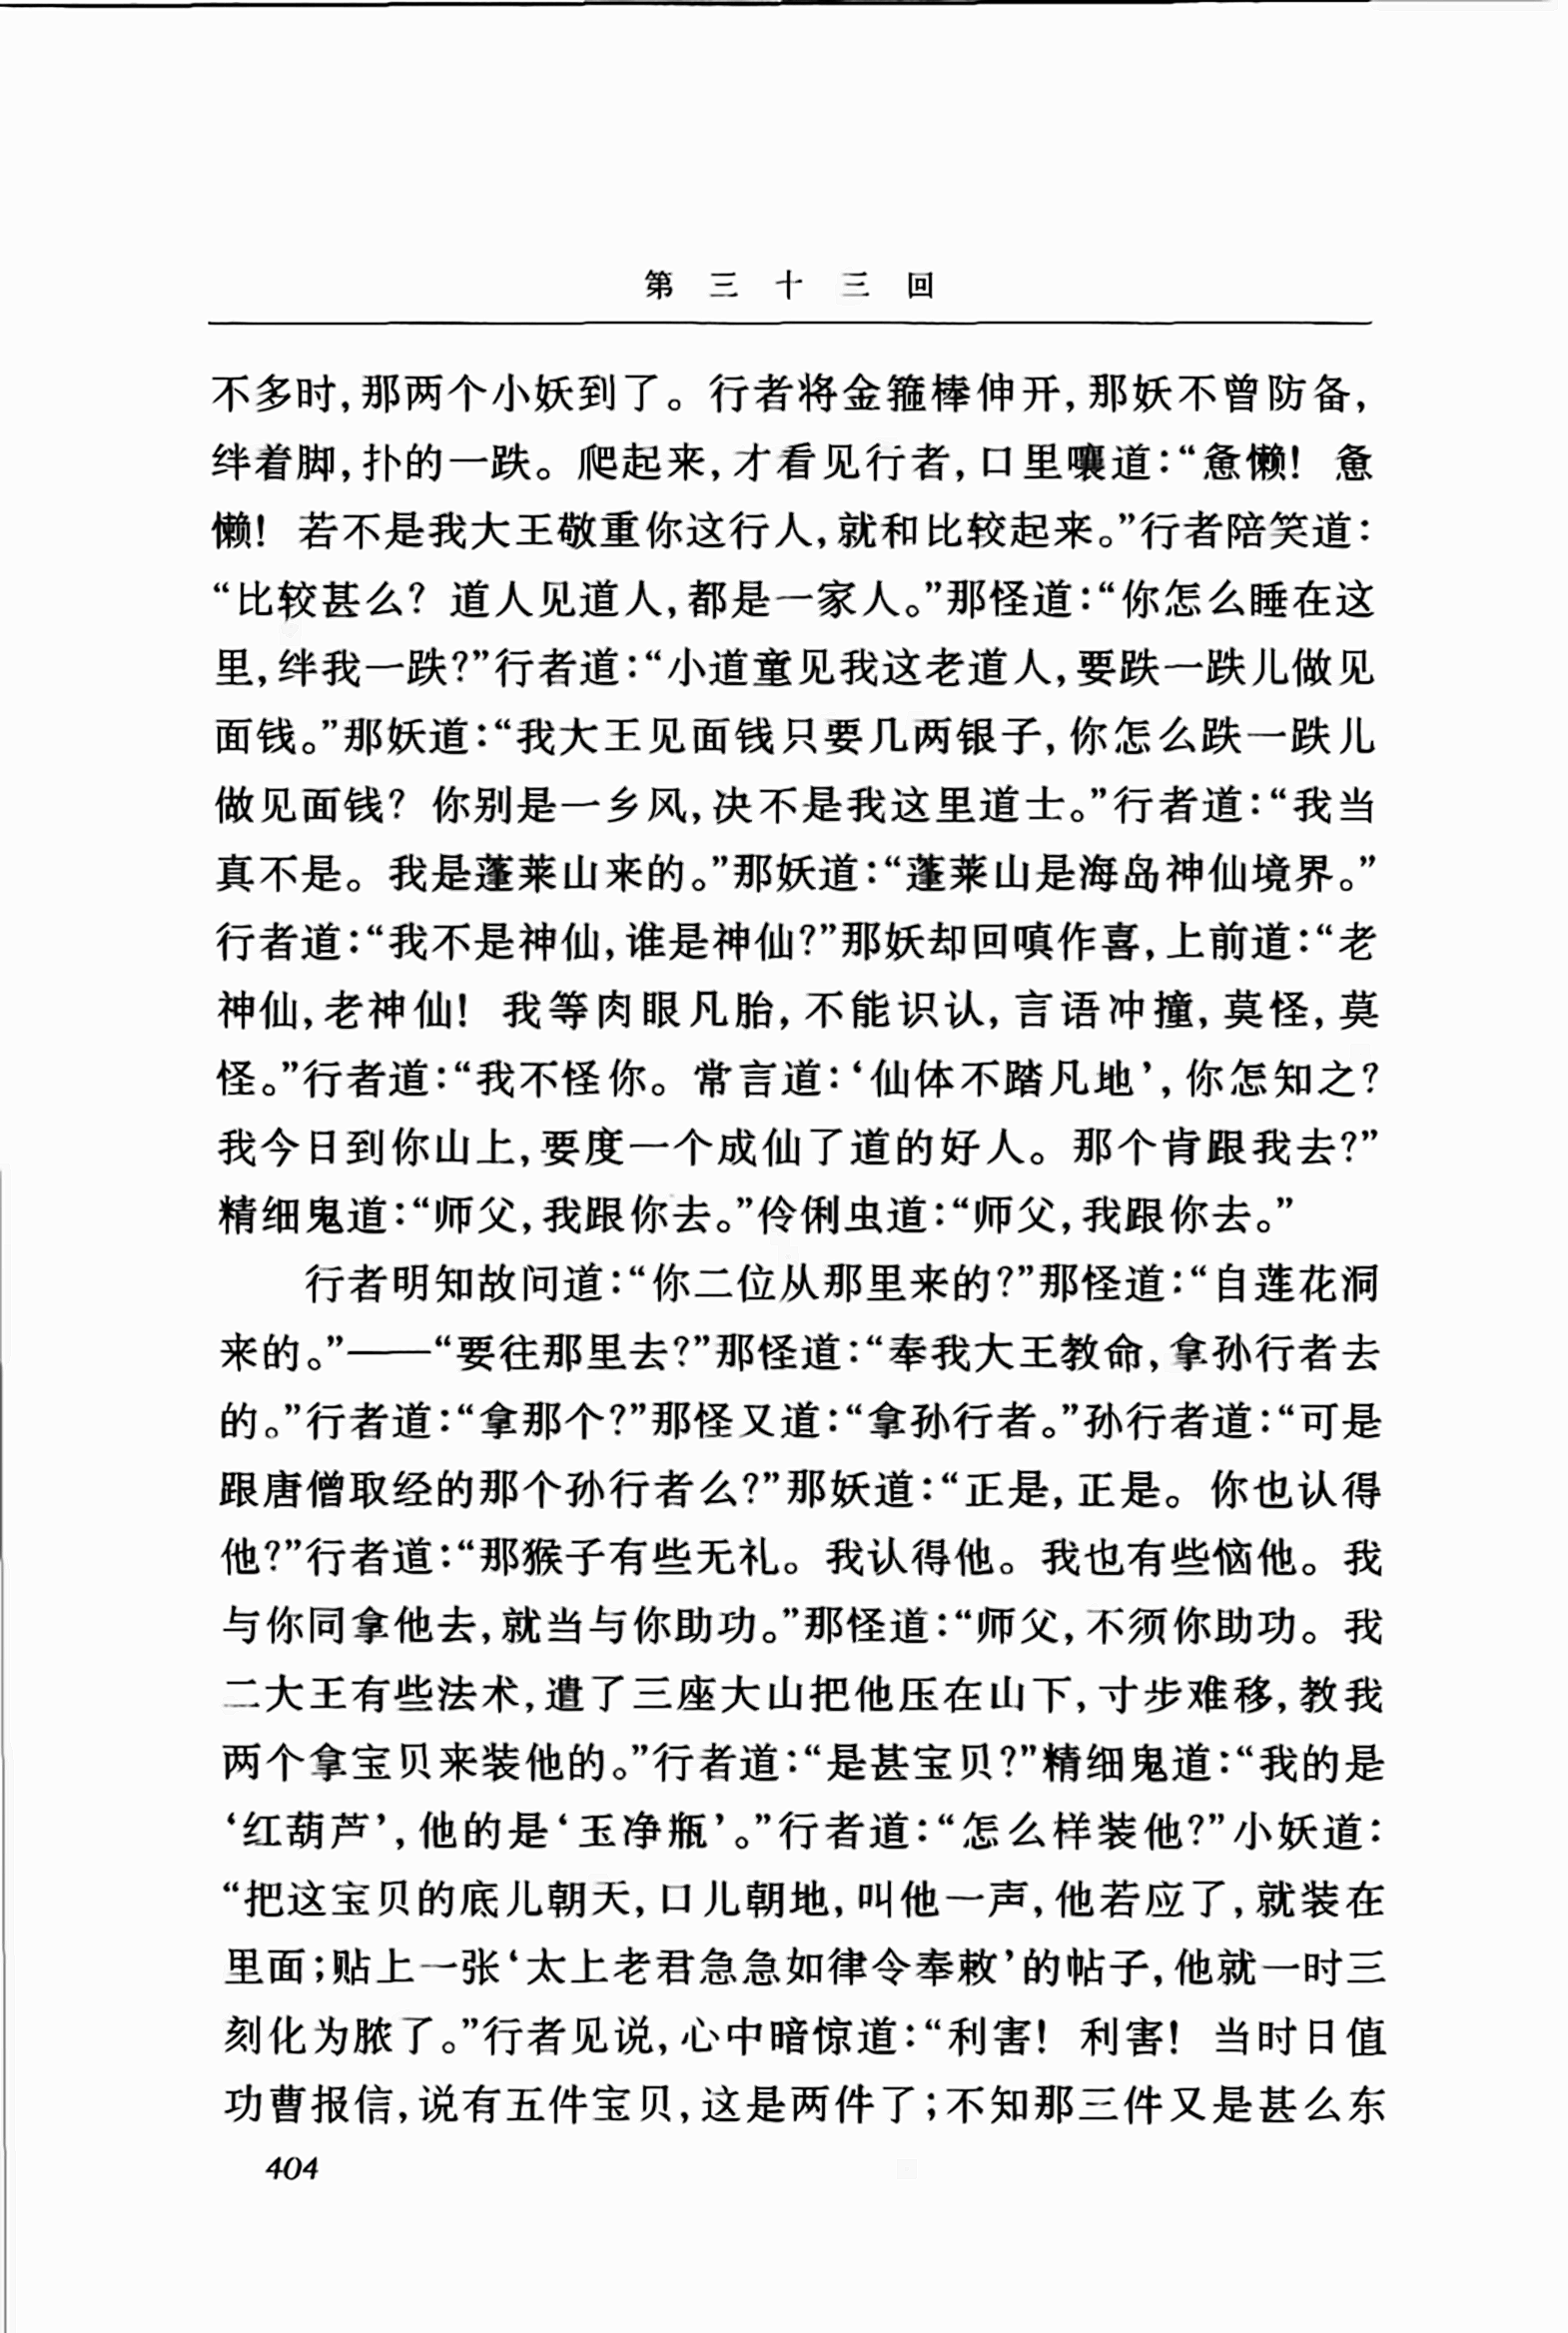 第三十三回
不多时,那两个小妖到了。行者将金箍棒伸开,那妖不曾防备,
绊着脚,扑的一跌。爬起来,才看见行者,口里嚷道:“惫懒! 惫
懒! 若不是我大王敬重你这行人,就和比较起来。”行者陪笑道:
“比较甚么? 道人见道人,都是一家人。”那怪道:“你怎么睡在这
里,绊我一跌?”行者道:“小道童见我这老道人,要跌一跌儿做见
面钱。”那妖道:“我大王见面钱只要几两银子,你怎么跌一跌儿
做见面钱? 你别是一乡风,决不是我这里道士。”行者道:“我当
真不是。我是蓬莱山来的。”那妖道:“蓬莱山是海岛神仙境界。”
行者道:“我不是神仙,谁是神仙?”那妖却回嗔作喜,上前道:“老
神仙,老神仙! 我等肉眼凡胎,不能识认,言语冲撞,莫怪,莫
怪。”行者道:“我不怪你。常言道:‘仙体不踏凡地’,你怎知之?
我今日到你山上,要度一个成仙了道的好人。那个肯跟我去?”
精细鬼道:“师父,我跟你去。”伶俐虫道:“师父,我跟你去。”
行者明知故问道:“你二位从那里来的?”那怪道:“自莲花洞
来的。”——“要往那里去?”那怪道:“奉我大王教命,拿孙行者去
的。”行者道:“拿那个?”那怪又道:“拿孙行者。”孙行者道:“可是
跟唐僧取经的那个孙行者么?”那妖道:“正是,正是。你也认得
他?”行者道:“那猴子有些无礼。我认得他。我也有些恼他。我
与你同拿他去,就当与你助功。”那怪道:“师父,不须你助功。我
二大王有些法术,遣了三座大山把他压在山下,寸步难移,教我
两个拿宝贝来装他的。”行者道:“是甚宝贝?”精细鬼道:“我的是
‘红葫芦’,他的是‘玉净瓶’。”行者道:“怎么样装他?”小妖道:
“把这宝贝的底儿朝天,口儿朝地,叫他一声,他若应了,就装在
里面;贴上一张‘太上老君急急如律令奉敕’的帖子,他就一时三
刻化为脓了。”行者见说,心中暗惊道:“利害! 利害! 当时日值
功曹报信,说有五件宝贝,这是两件了;不知那三件又是甚么东
404